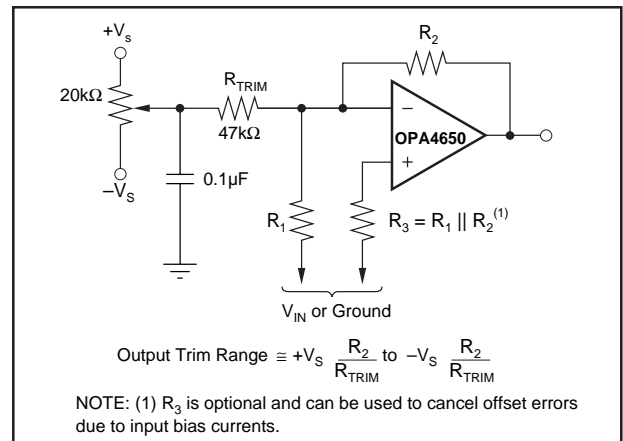 +Vs
R2
RTRIM
20kΩ
47kΩ
–
OPA4650
+
–VS
0.1µF
R1
R3 = R1 || R2(1)
VIN or Ground
Output Trim Range ≅ +VS R2/RTRIM to –VS R2/RTRIM
NOTE: (1) R3 is optional and can be used to cancel offset errors
due to input bias currents.